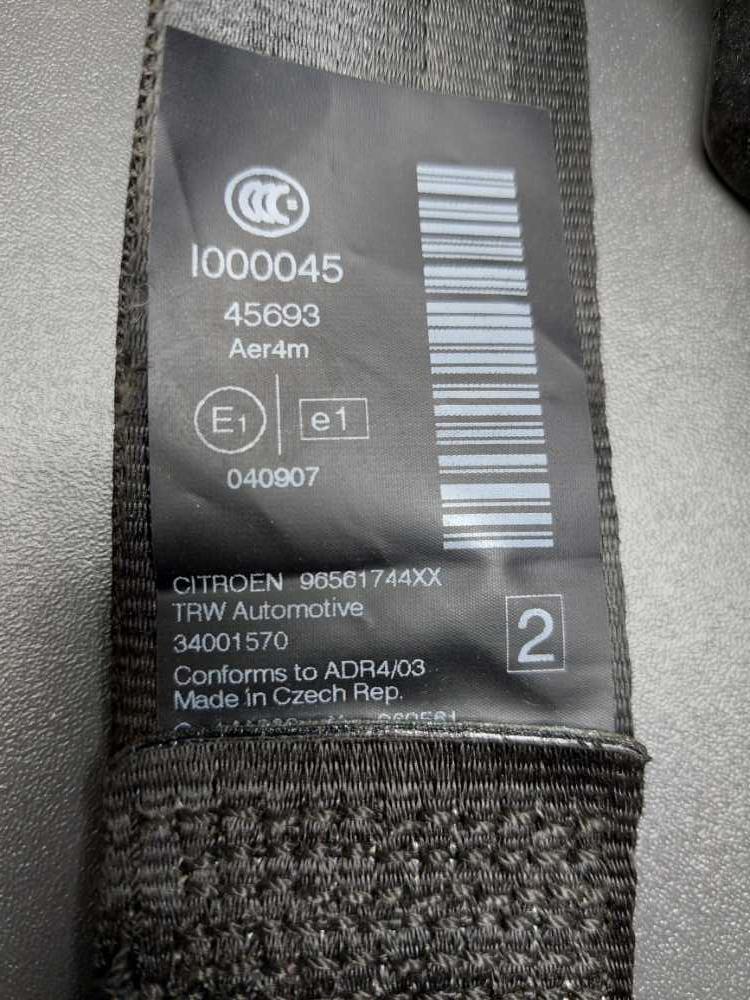 CCC
I000045
45693
Aer4m
E1 e1
040907
CITROEN 96561744XX
TRW Automotive
34001570
2
Conforms to ADR4/03
Made in Czech Rep.